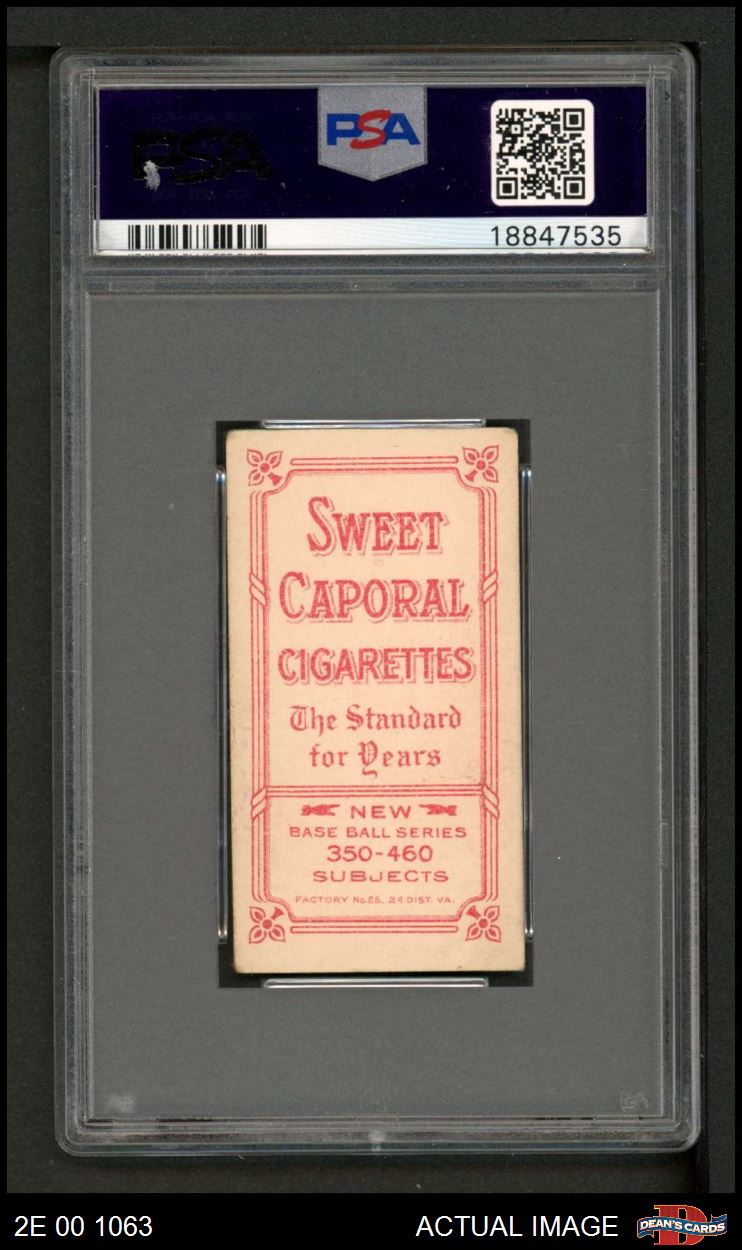 PSA
PSA
18847535
SWEET
CAPORAL
CIGARETTES
The Standard
for Years
NEW
BASE BALL SERIES
350-460
SUBJECTS
FACTORY No. 25, 2d DIST. VA.
2E 00 1063
ACTUAL IMAGE
DEAN'S CARDS